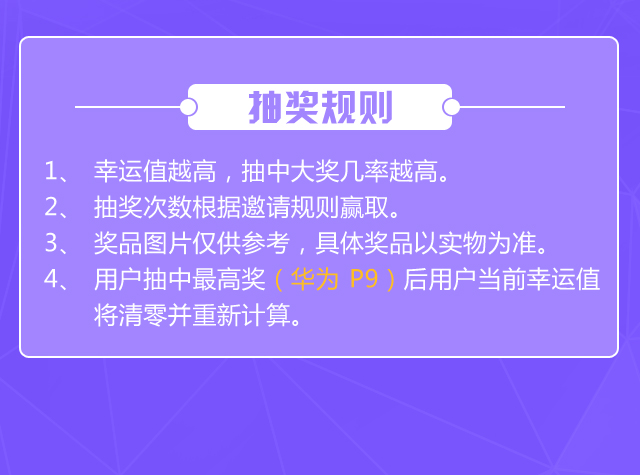 抽奖规则
1、 幸运值越高，抽中大奖几率越高。
2、 抽奖次数根据邀请规则赢取。
3、 奖品图片仅供参考，具体奖品以实物为准。
4、 用户抽中最高奖（华为 P9）后用户当前幸运值
将清零并重新计算。